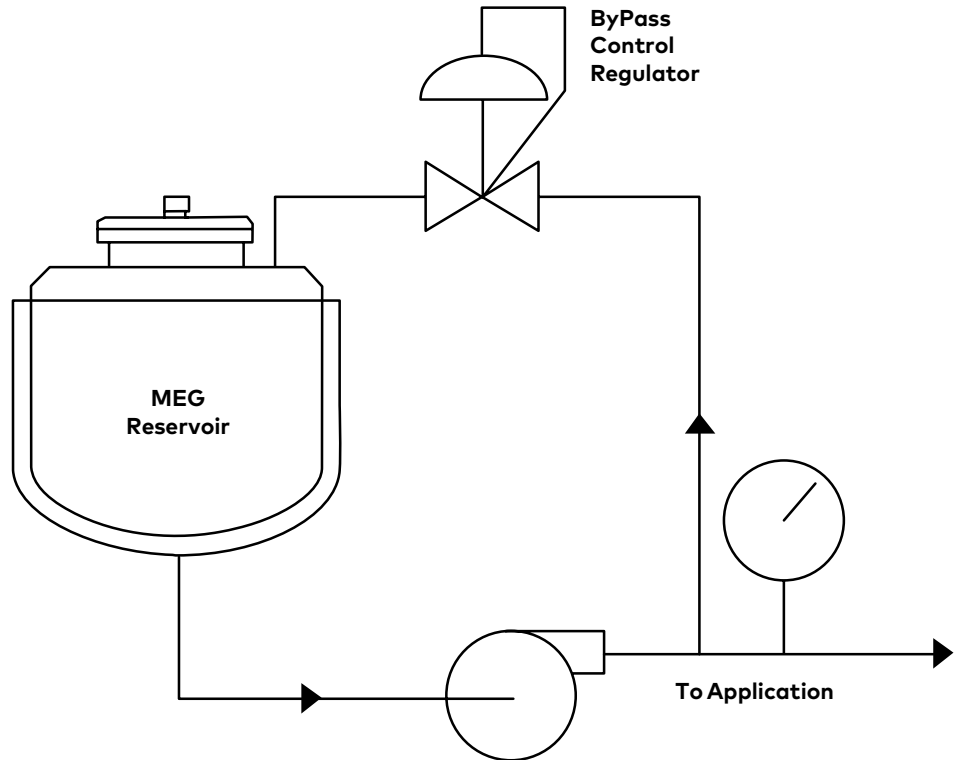 ByPass
Control
Regulator
MEG
Reservoir
To Application